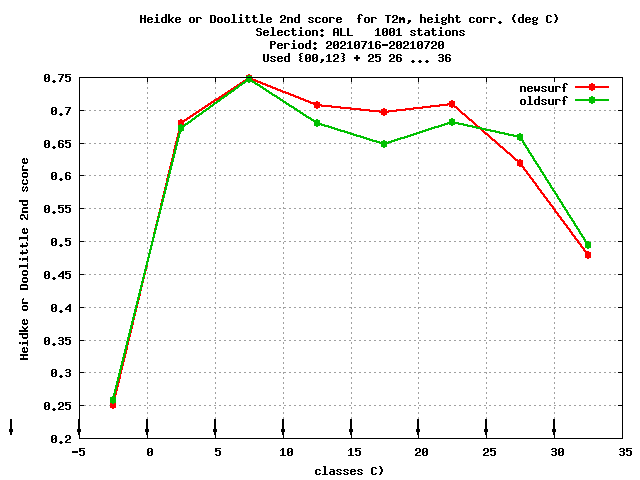 Heidke or Doolittle 2nd score  for T2m, height corr. (deg C)
Selection: ALL   1001 stations
Period: 20210716-20210720
Used {00,12} + 25 26 ... 36
newsurf
oldsurf
Heidke or Doolittle 2nd score
0.75
0.7
0.65
0.6
0.55
0.5
0.45
0.4
0.35
0.3
0.25
0.2
-5 0 5 10 15 20 25 30 35
classes C)